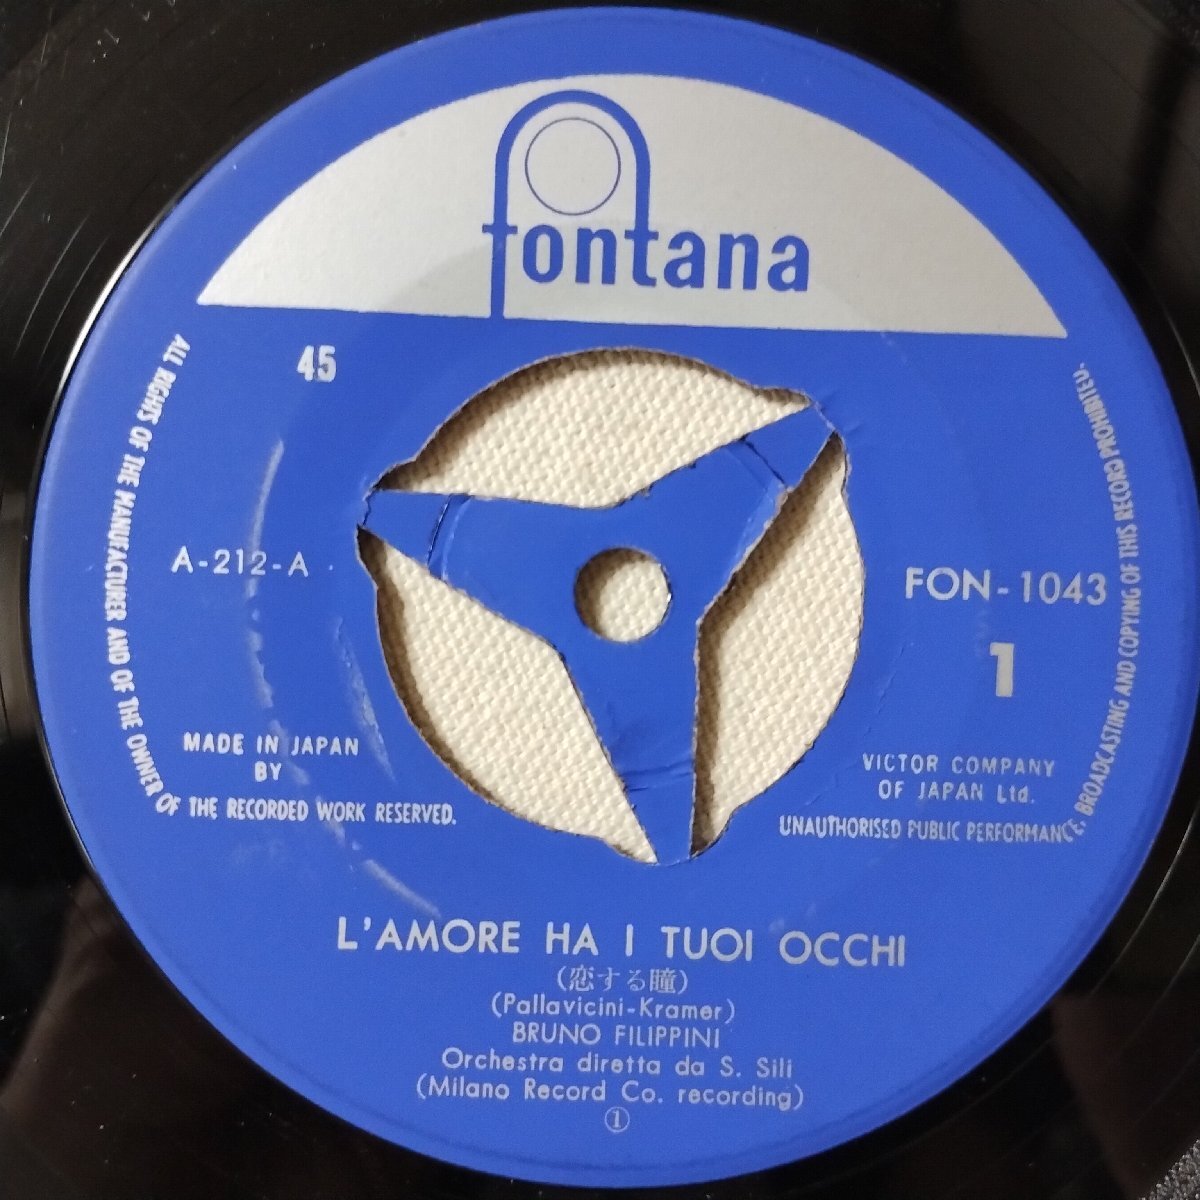 fontana
45
A-212-A
FON-1043
1
MADE IN JAPAN
BY
VICTOR COMPANY
OF JAPAN Ltd.
ALL RIGHTS OF THE MANUFACTURER AND OF THE OWNER OF THE RECORDED WORK RESERVED.
UNAUTHORISED PUBLIC PERFORMANCE, BROADCASTING AND COPYING OF THIS RECORD PROHIBITED.
L'AMORE HA I TUOI OCCHI
(恋する瞳)
(Pallavicini-Kramer)
BRUNO FILIPPINI
Orchestra diretta da S. Sili
(Milano Record Co. recording)
①